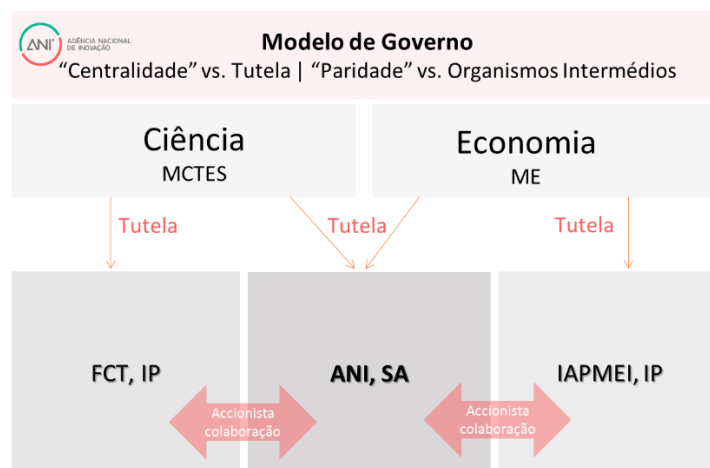 ANI
AGÊNCIA NACIONAL
DE INOVAÇÃO
Modelo de Governo
“Centralidade” vs. Tutela | “Paridade” vs. Organismos Intermédios
Ciência
MCTES
Economia
ME
Tutela
Tutela
Tutela
FCT, IP
ANI, SA
IAPMEI, IP
Accionista
colaboração
Accionista
colaboração